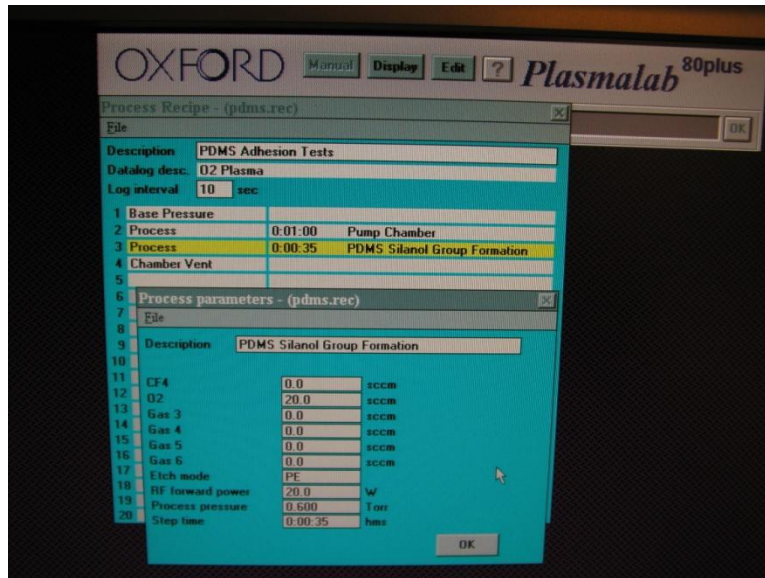 OXFORD Manual Display Edit ? Plasmalab 80plus
Process Recipe - (pdms.rec)
OK
File
Description PDMS Adhesion Tests
Datalog desc. O2 Plasma
Log interval 10 sec
1 Base Pressure
2 Process 0:01:00 Pump Chamber
3 Process 0:00:35 PDMS Silanol Group Formation
4 Chamber Vent
5
6
7
8
9
10
11
12
13
14
15
16
17
18
19
20
Process parameters - (pdms.rec)
File
Description PDMS Silanol Group Formation
CF4 0.0 sccm
O2 20.0 sccm
Gas 3 0.0 sccm
Gas 4 0.0 sccm
Gas 5 0.0 sccm
Gas 6 0.0 sccm
Etch mode PE
RF forward power 20.0 W
Process pressure 0.600 Torr
Step time 0:00:35 hms
OK